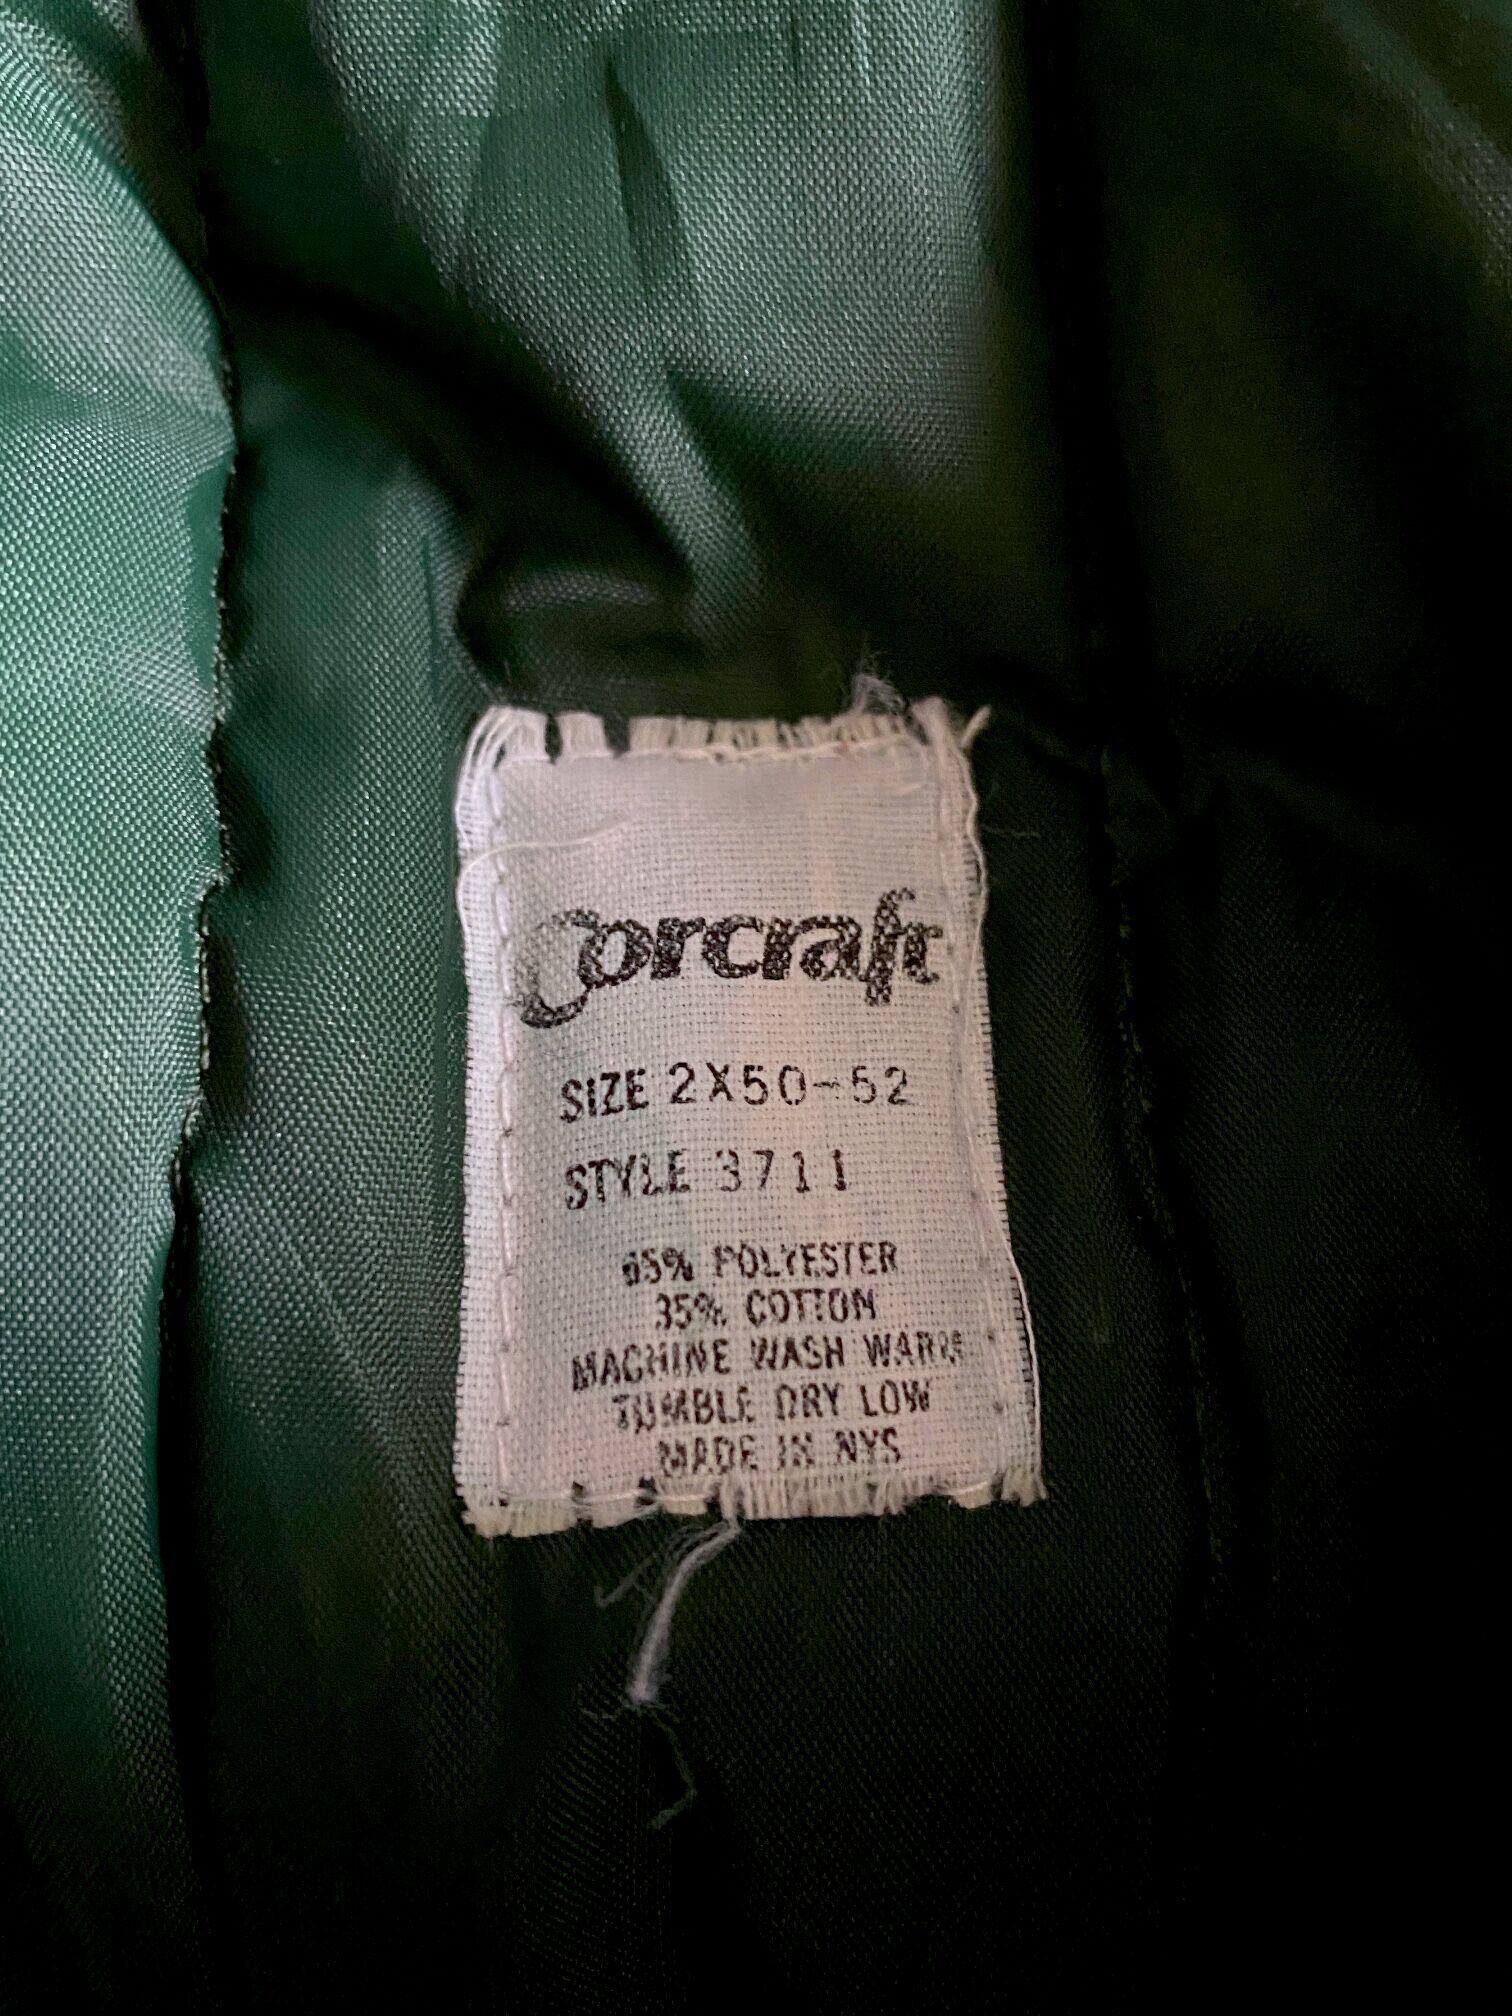 Corcraft
SIZE 2X50-52
STYLE 3711
65% POLYESTER
35% COTTON
MACHINE WASH WARM
TUMBLE DRY LOW
MADE IN NYS